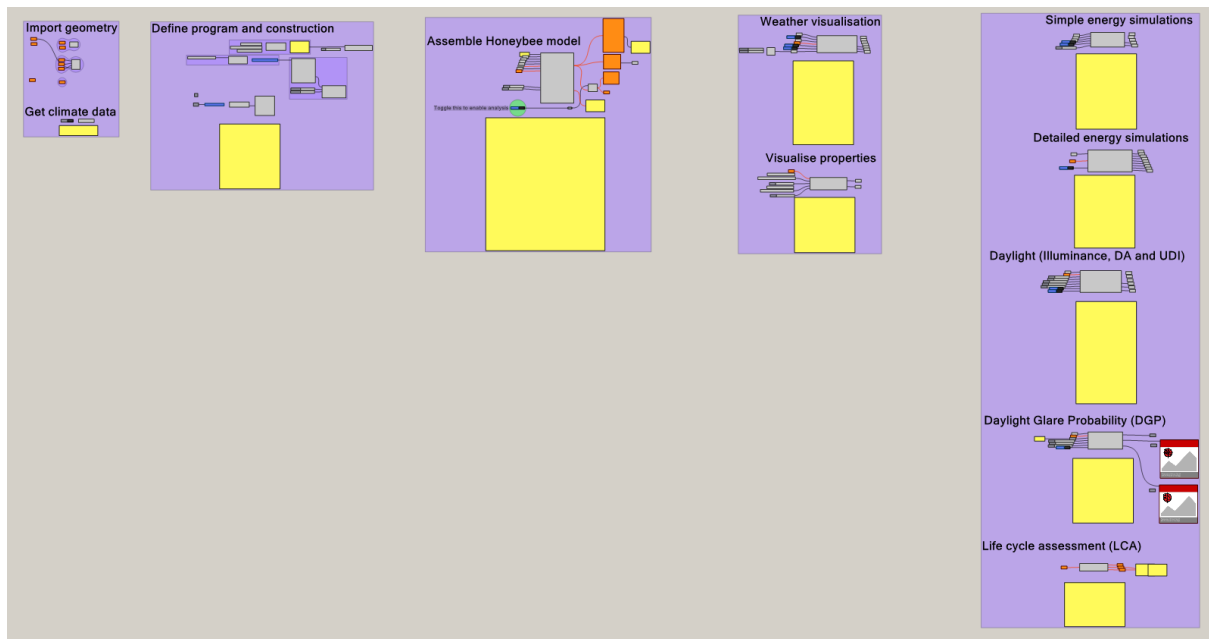 Import geometry
Get climate data
Define program and construction
Assemble Honeybee model
Toggle this to enable analysis
Weather visualisation
Visualise properties
Simple energy simulations
Detailed energy simulations
Daylight (Illuminance, DA and UDI)
Daylight Glare Probability (DGP)
Life cycle assessment (LCA)